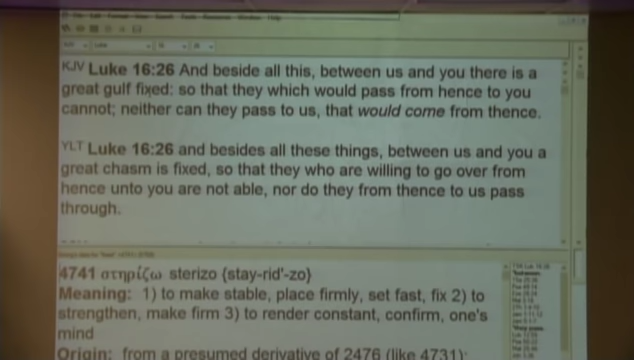 KJV Luke 16:26 And beside all this, between us and you there is a
great gulf fixed: so that they which would pass from hence to you
cannot; neither can they pass to us, that would come from thence.
YLT Luke 16:26 and besides all these things, between us and you a
great chasm is fixed, so that they who are willing to go over from
hence unto you are not able, nor do they from thence to us pass
through.
4741 στηρίζω sterizo {stay-rid'-zo}
Meaning: 1) to make stable, place firmly, set fast, fix 2) to
strengthen, make firm 3) to render constant, confirm, one's
mind
Origin: from a presumed derivative of 2476 (like 4731);